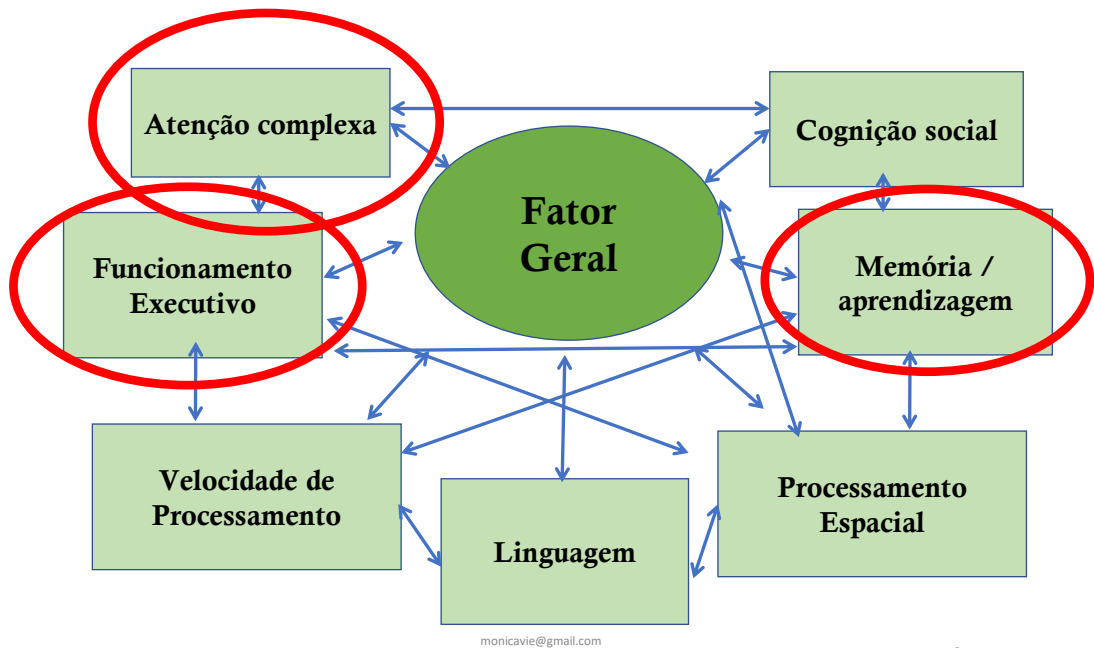 Atenção complexa
Cognição social
Fator
Geral
Funcionamento
Executivo
Memória /
aprendizagem
Velocidade de
Processamento
Linguagem
Processamento
Espacial
monicavie@gmail.com